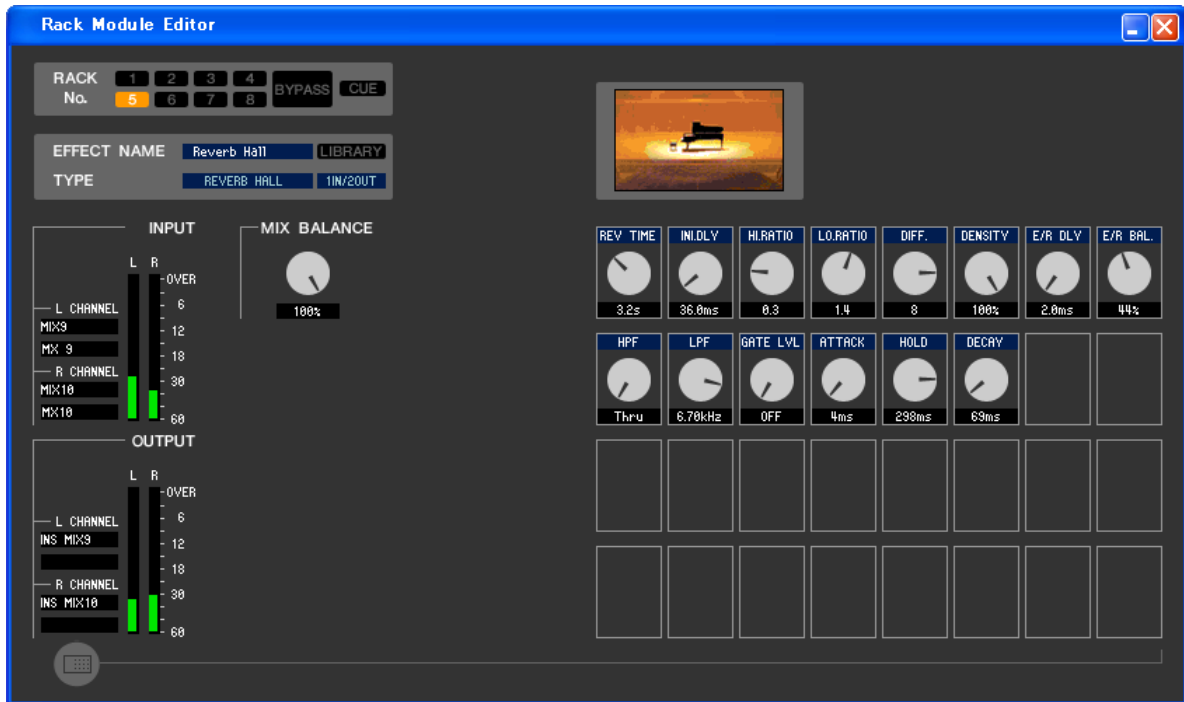 Rack Module Editor
RACK No. 1 2 3 4 5 6 7 8 BYPASS CUE
EFFECT NAME Reverb Hall LIBRARY
TYPE REVERB HALL 1IN/2OUT
INPUT
L R
OVER
6
12
18
30
60
L CHANNEL
MIX9
MX 9
R CHANNEL
MIX10
MX10
MIX BALANCE
100%
OUTPUT
L R
OVER
6
12
18
30
60
L CHANNEL
INS MIX9
R CHANNEL
INS MIX10
REV TIME INI.DLY HI.RATIO LO.RATIO DIFF. DENSITY E/R DLY E/R BAL.
3.2s 36.0ms 0.3 1.4 8 100% 2.0ms 44%
HPF LPF GATE LVL ATTACK HOLD DECAY
Thru 6.70kHz OFF 4ms 298ms 69ms